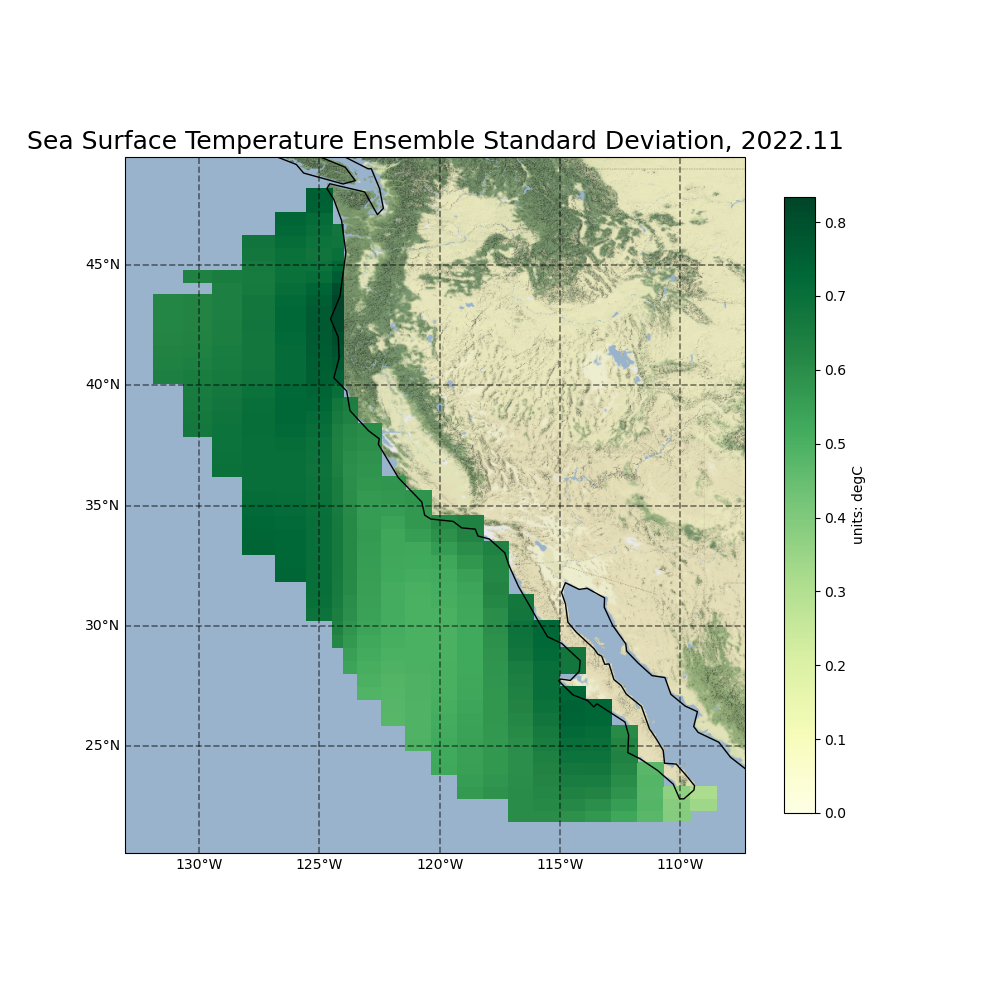 Sea Surface Temperature Ensemble Standard Deviation, 2022.11
45°N
40°N
35°N
30°N
25°N
130°W
125°W
120°W
115°W
110°W
0.8
0.7
0.6
0.5
0.4
0.3
0.2
0.1
0.0
units: degC